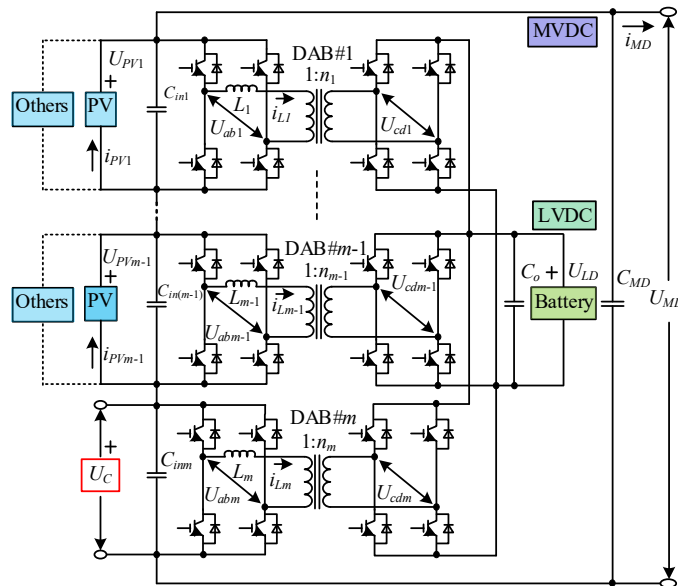 MVDC
i_MD
U_PV1 +
DAB#1
1:n_1
Others
PV
C_in1
L_1
i_L1
U_ab1
U_cd1
i_PV1
LVDC
U_PVm-1 +
DAB#m-1
1:n_m-1
Others
PV
C_in(m-1)
L_m-1
i_Lm-1
U_abm-1
U_cdm-1
i_PVm-1
C_o + U_LD
Battery
C_MD
U_MD
DAB#m
1:n_m
+
U_C
C_inm
L_m
i_Lm
U_abm
U_cdm